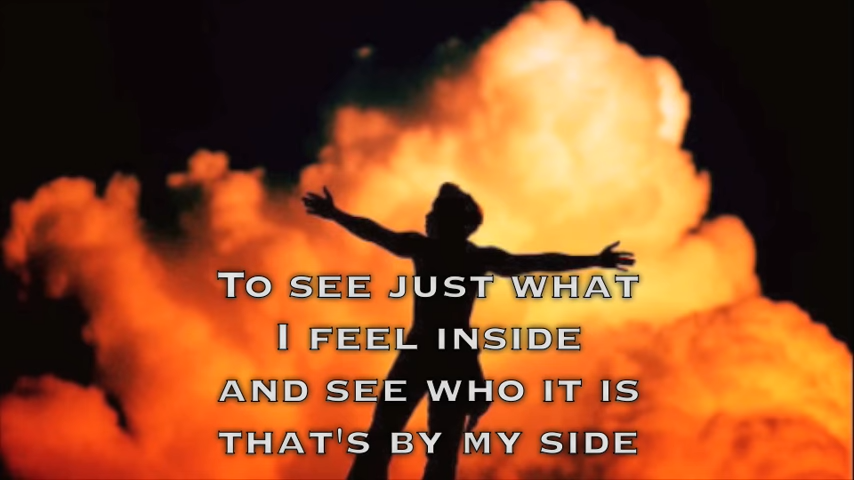 To see just what
I feel inside
and see who it is
that's by my side